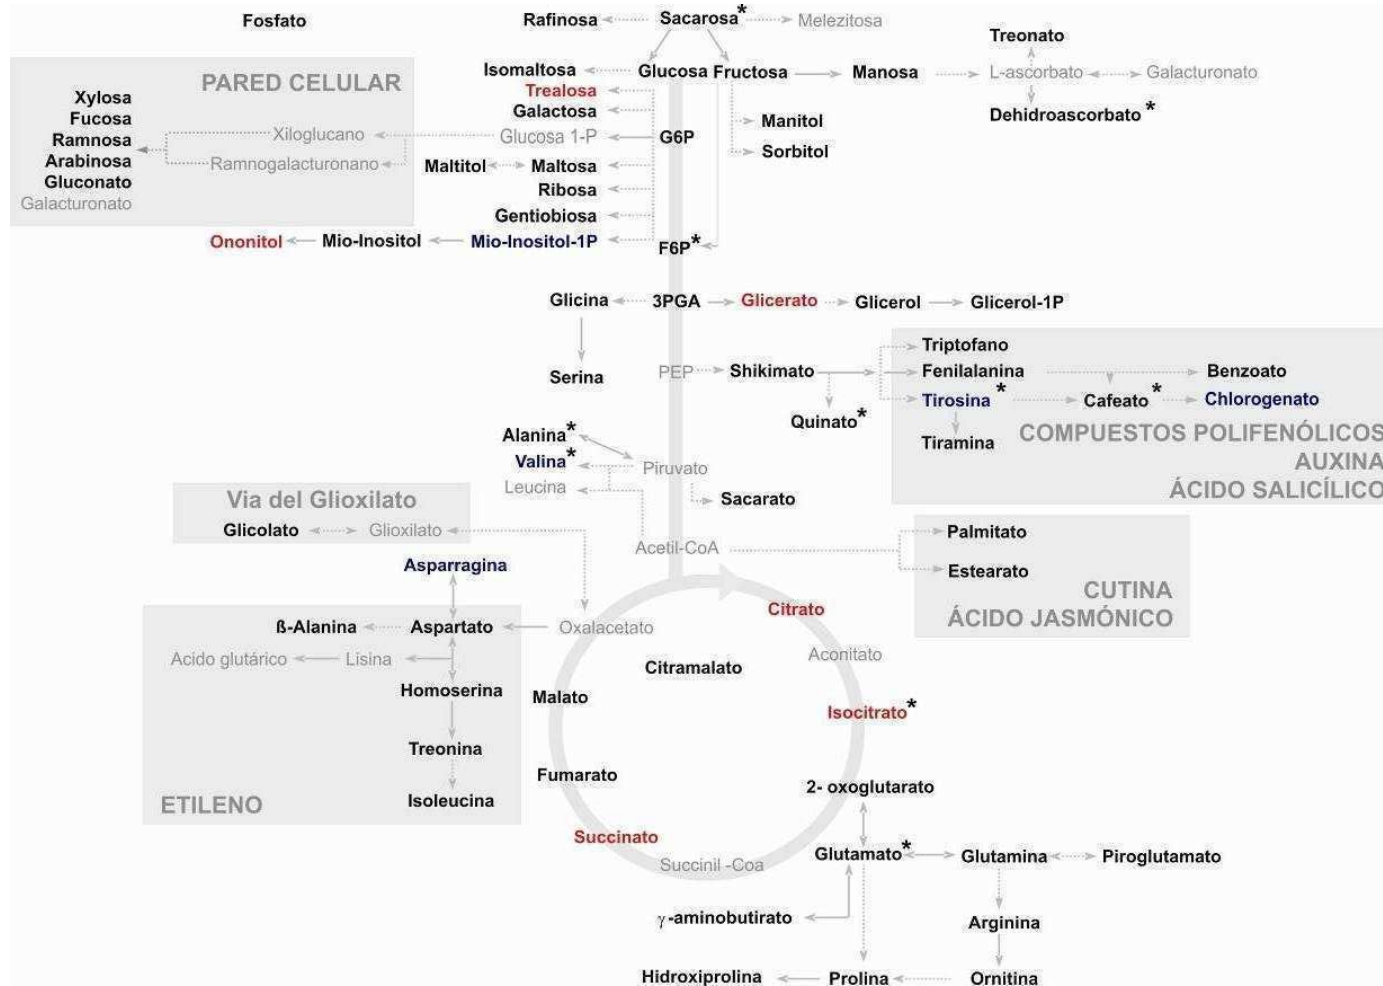 Fosfato
Rafinosa
Sacarosa*
Melezitosa
Treonato
PARED CELULAR
Isomaltosa
Glucosa
Fructosa
Manosa
L-ascorbato
Galacturonato
Xylosa
Trealosa
Fucosa
Galactosa
Dehidroascorbato*
Ramnosa
Xiloglucano
Glucosa 1-P
G6P
Manitol
Arabinosa
Ramnogalacturonano
Maltitol
Maltosa
Sorbitol
Gluconato
Ribosa
Galacturonato
Gentiobiosa
Ononitol
Mio-Inositol
Mio-Inositol-1P
F6P*
Glicina
3PGA
Glicerato
Glicerol
Glicerol-1P
Triptofano
Serina
PEP
Shikimato
Fenilalanina
Benzoato
Tirosina*
Cafeato*
Chlorogenato
Quinato*
Tiramina
COMPUESTOS POLIFENÓLICOS
AUXINA
ÁCIDO SALICÍLICO
Alanina*
Valina*
Piruvato
Leucina
Sacarato
Via del Glioxilato
Glicolato
Glioxilato
Acetil-CoA
Palmitato
Estearato
CUTINA
ÁCIDO JASMÓNICO
Asparragina
ß-Alanina
Aspartato
Oxalacetato
Citrato
Acido glutárico
Lisina
Citramalato
Aconitato
Homoserina
Malato
Isocitrato*
Treonina
Fumarato
2- oxoglutarato
Isoleucina
ETILENO
Succinato
Succinil -Coa
Glutamato*
Glutamina
Piroglutamato
γ-aminobutirato
Arginina
Hidroxiprolina
Prolina
Ornitina